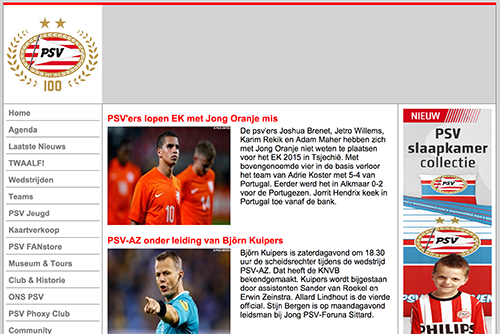 PSV
100
Home
Agenda
Laatste Nieuws
TWAALF!
Wedstrijden
Teams
PSV Jeugd
Kaartverkoop
PSV FANstore
Museum & Tours
Club & Historie
ONS PSV
PSV Phoxy Club
Community
PSV'ers lopen EK met Jong Oranje mis
10
De psv'ers Joshua Brenet, Jetro Willems,
Karim Rekik en Adam Maher hebben zich
met Jong Oranje niet weten te plaatsen
voor het EK 2015 in Tsjechië. Met
bovengenoemde vier in de basis verloor
het team van Adrie Koster met 5-4 van
Portugal. Eerder werd het in Alkmaar 0-2
voor de Portugezen. Jorrit Hendrix keek in
Portugal toe vanaf de bank.
PSV-AZ onder leiding van Björn Kuipers
Björn Kuipers is zaterdagavond om 18.30
uur de scheidsrechter tijdens de wedstrijd
PSV-AZ. Dat heeft de KNVB
bekendgemaakt. Kuipers wordt bijgestaan
door assistenten Sander van Roekel en
Erwin Zeinstra. Allard Lindhout is de vierde
official. Stijn Bergen is op maandagavond
leidsman bij Jong PSV-Foruna Sittard.
NIEUW
PSV
slaapkamer
collectie
PSV
PSV
PHILIPS